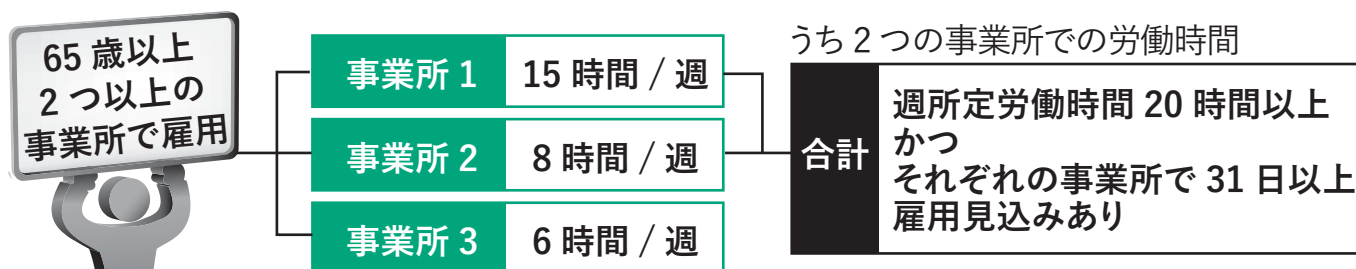 65 歳以上
2 つ以上の
事業所で雇用
事業所 1 15 時間 / 週
事業所 2 8 時間 / 週
事業所 3 6 時間 / 週
うち 2 つの事業所での労働時間
合計
週所定労働時間 20 時間以上
かつ
それぞれの事業所で 31 日以上
雇用見込みあり